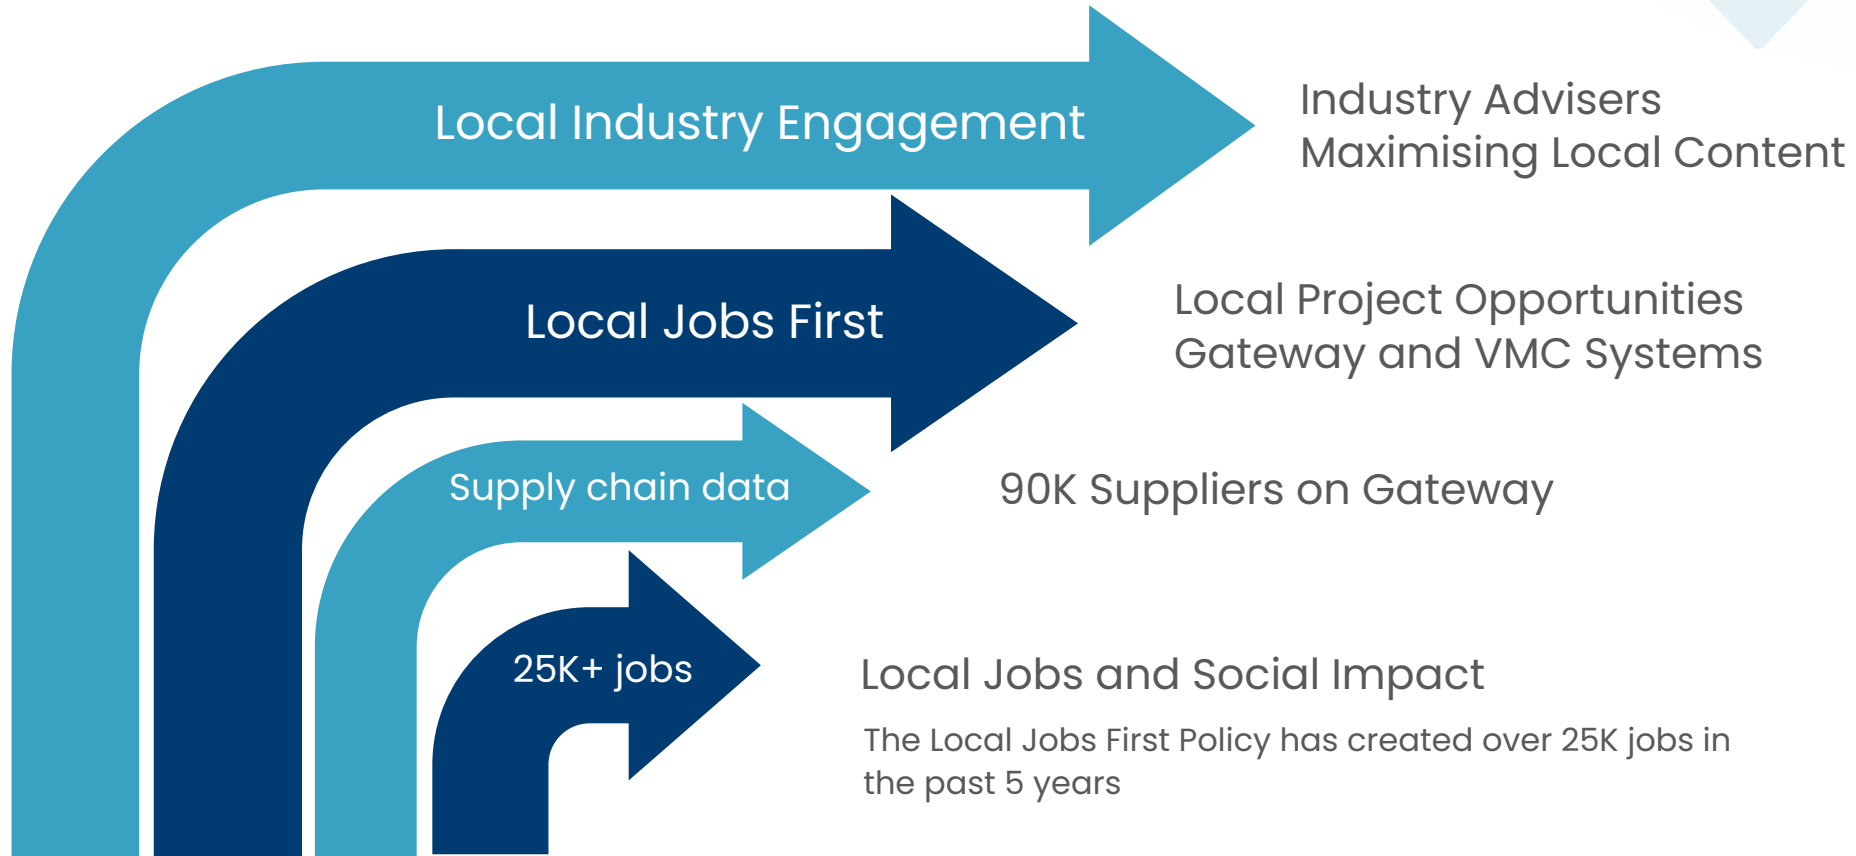 Local Industry Engagement
Industry Advisers
Maximising Local Content
Local Jobs First
Local Project Opportunities
Gateway and VMC Systems
Supply chain data
90K Suppliers on Gateway
25K+ jobs
Local Jobs and Social Impact
The Local Jobs First Policy has created over 25K jobs in
the past 5 years